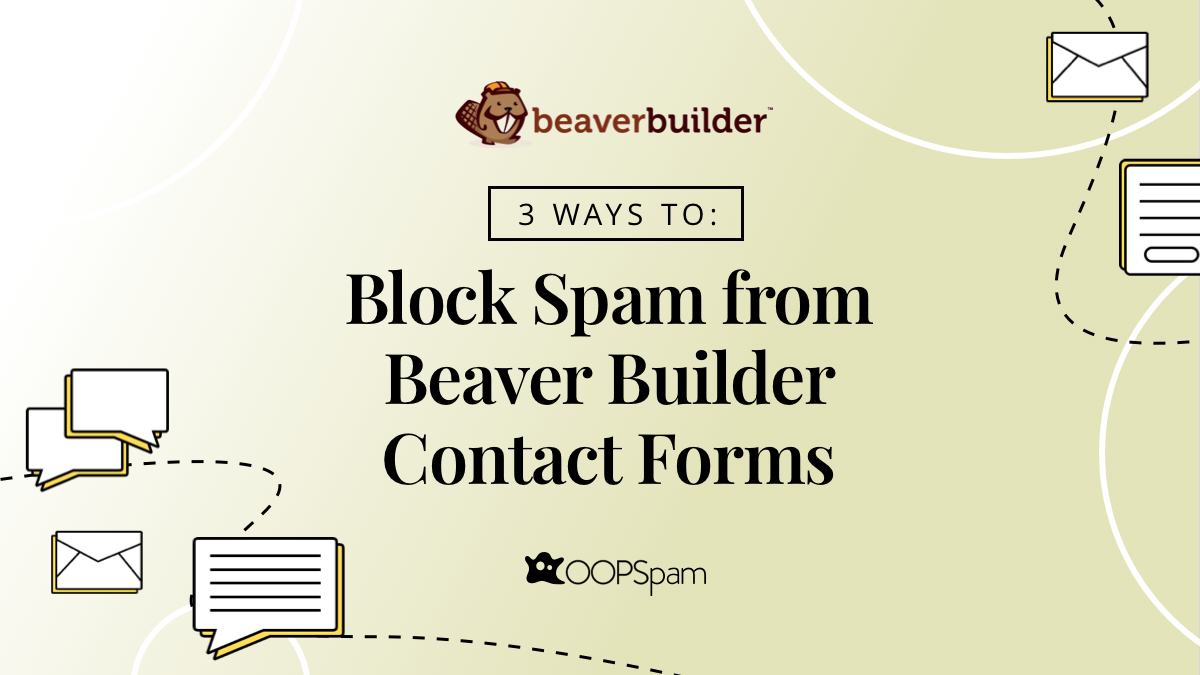 beaverbuilder™
3 WAYS TO:
Block Spam from
Beaver Builder
Contact Forms
OOPSpam